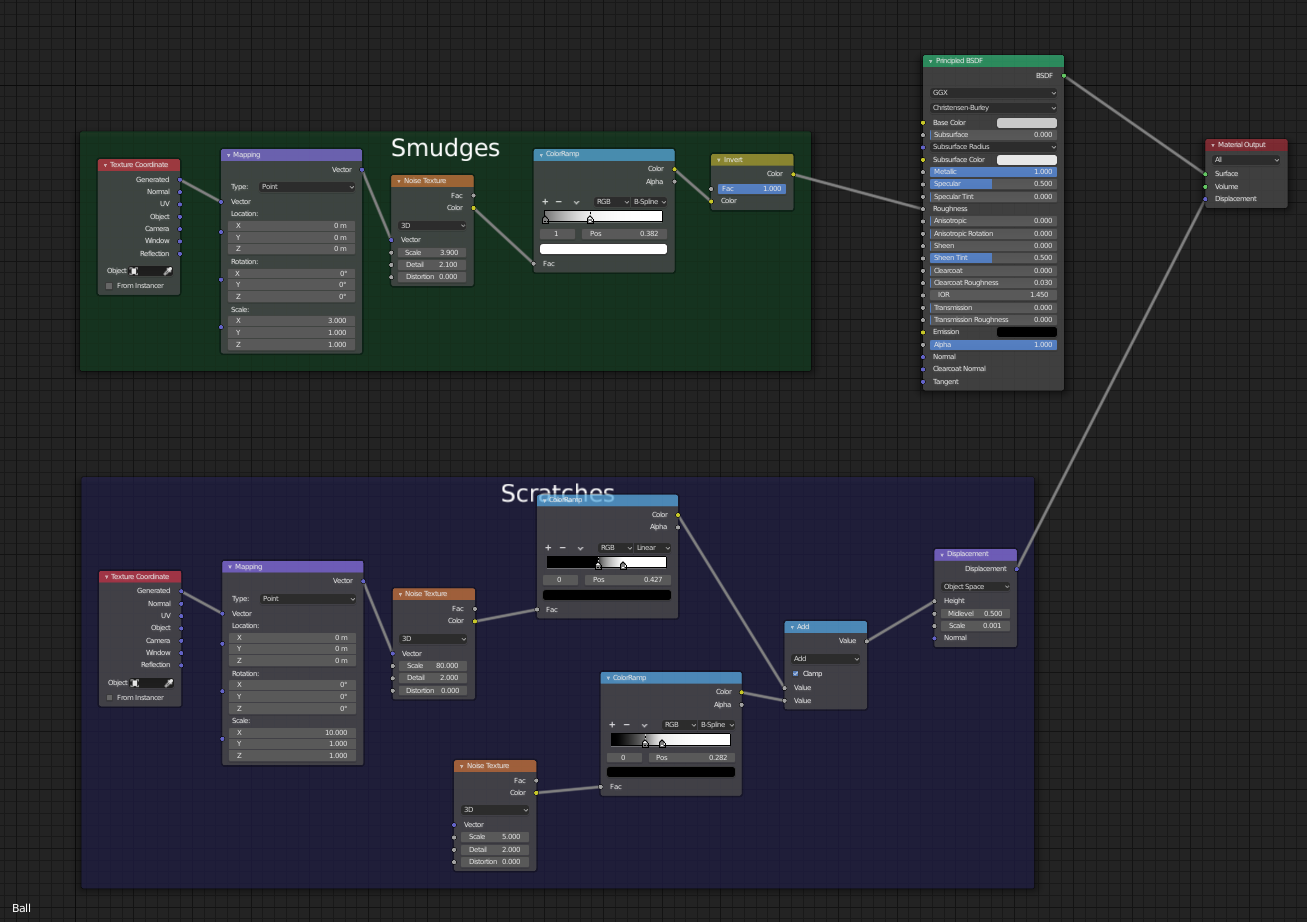 Smudges
Texture Coordinate
Generated
Normal
UV
Object
Camera
Window
Reflection
Object
From Instancer
Mapping
Vector
Type: Point
Vector
Location:
X 0 m
Y 0 m
Z 0 m
Rotation:
X 0°
Y 0°
Z 0°
Scale:
X 3.000
Y 1.000
Z 1.000
Noise Texture
Fac
Color
3D
Vector
Scale 3.900
Detail 2.100
Distortion 0.000
ColorRamp
Color
Alpha
+ − RGB B-Spline
1 Pos 0.382
Fac
Invert
Color
Fac 1.000
Color
Principled BSDF
BSDF
GGX
Christensen-Burley
Base Color
Subsurface 0.000
Subsurface Radius
Subsurface Color
Metallic 1.000
Specular 0.500
Specular Tint 0.000
Roughness
Anisotropic 0.000
Anisotropic Rotation 0.000
Sheen 0.000
Sheen Tint 0.500
Clearcoat 0.000
Clearcoat Roughness 0.030
IOR 1.450
Transmission 0.000
Transmission Roughness 0.000
Emission
Alpha 1.000
Normal
Clearcoat Normal
Tangent
Material Output
All
Surface
Volume
Displacement
Scratches
Texture Coordinate
Generated
Normal
UV
Object
Camera
Window
Reflection
Object
From Instancer
Mapping
Vector
Type: Point
Vector
Location:
X 0 m
Y 0 m
Z 0 m
Rotation:
X 0°
Y 0°
Z 0°
Scale:
X 10.000
Y 1.000
Z 1.000
Noise Texture
Fac
Color
3D
Vector
Scale 80.000
Detail 2.000
Distortion 0.000
ColorRamp
Color
Alpha
+ − RGB Linear
0 Pos 0.427
Fac
Noise Texture
Fac
Color
3D
Vector
Scale 5.000
Detail 2.000
Distortion 0.000
ColorRamp
Color
Alpha
+ − RGB B-Spline
0 Pos 0.282
Fac
Add
Value
Add
Clamp
Value
Value
Displacement
Displacement
Object Space
Height
Midlevel 0.500
Scale 0.001
Normal
Ball